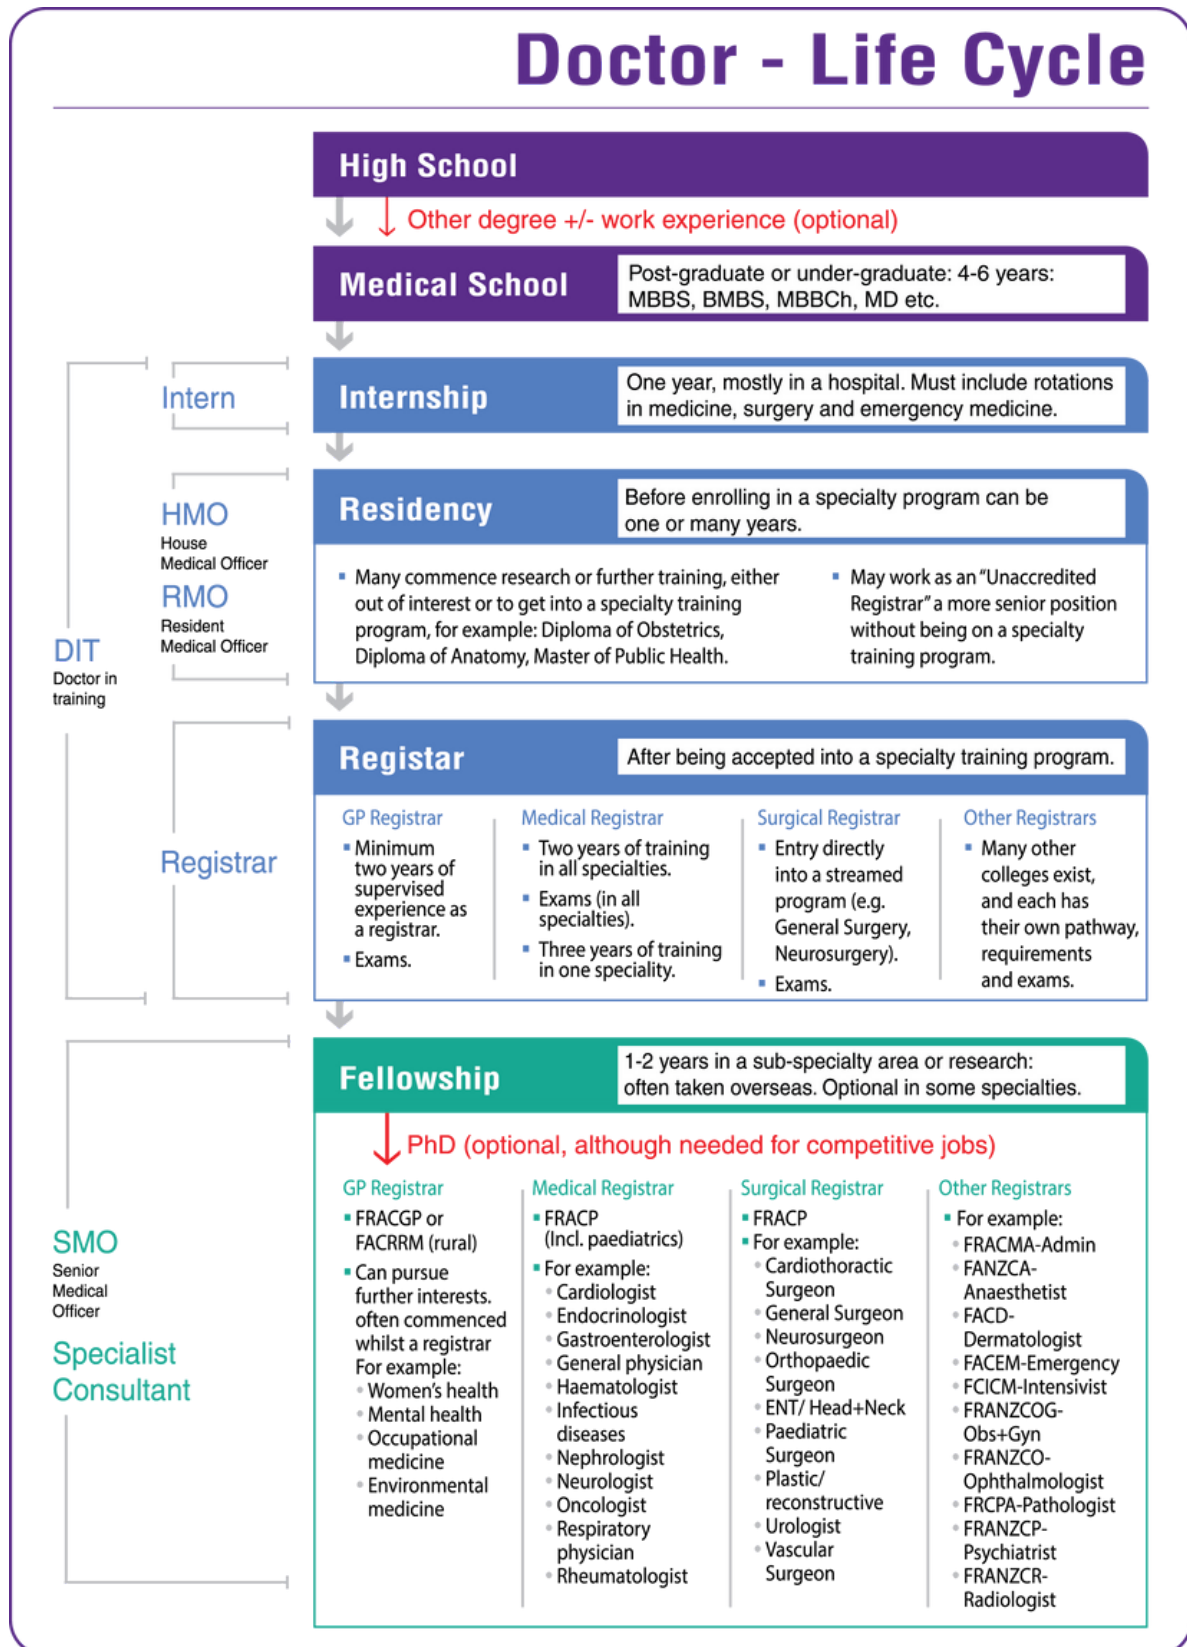 Doctor - Life Cycle
High School
Other degree +/- work experience (optional)
Medical School
Post-graduate or under-graduate: 4-6 years:
MBBS, BMBS, MBBCh, MD etc.
Intern
Internship
One year, mostly in a hospital. Must include rotations
in medicine, surgery and emergency medicine.
HMO
House
Medical Officer
RMO
Resident
Medical Officer
DIT
Doctor in
training
Residency
Before enrolling in a specialty program can be
one or many years.
Many commence research or further training, either
out of interest or to get into a specialty training
program, for example: Diploma of Obstetrics,
Diploma of Anatomy, Master of Public Health.
May work as an “Unaccredited
Registrar” a more senior position
without being on a specialty
training program.
Registrar
Registar
After being accepted into a specialty training program.
GP Registrar
Minimum
two years of
supervised
experience as
a registrar.
Exams.
Medical Registrar
Two years of training
in all specialties.
Exams (in all
specialties).
Three years of training
in one speciality.
Surgical Registrar
Entry directly
into a streamed
program (e.g.
General Surgery,
Neurosurgery).
Exams.
Other Registrars
Many other
colleges exist,
and each has
their own pathway,
requirements
and exams.
SMO
Senior
Medical
Officer
Specialist
Consultant
Fellowship
1-2 years in a sub-specialty area or research:
often taken overseas. Optional in some specialties.
PhD (optional, although needed for competitive jobs)
GP Registrar
FRACGP or
FACRRM (rural)
Can pursue
further interests.
often commenced
whilst a registrar
For example:
Women’s health
Mental health
Occupational
medicine
Environmental
medicine
Medical Registrar
FRACP
(Incl. paediatrics)
For example:
Cardiologist
Endocrinologist
Gastroenterologist
General physician
Haematologist
Infectious
diseases
Nephrologist
Neurologist
Oncologist
Respiratory
physician
Rheumatologist
Surgical Registrar
FRACP
For example:
Cardiothoractic
Surgeon
General Surgeon
Neurosurgeon
Orthopaedic
Surgeon
ENT/ Head+Neck
Paediatric
Surgeon
Plastic/
reconstructive
Urologist
Vascular
Surgeon
Other Registrars
For example:
FRACMA-Admin
FANZCA-
Anaesthetist
FACD-
Dermatologist
FACEM-Emergency
FCICM-Intensivist
FRANZCOG-
Obs+Gyn
FRANZCO-
Ophthalmologist
FRCPA-Pathologist
FRANZCP-
Psychiatrist
FRANZCR-
Radiologist